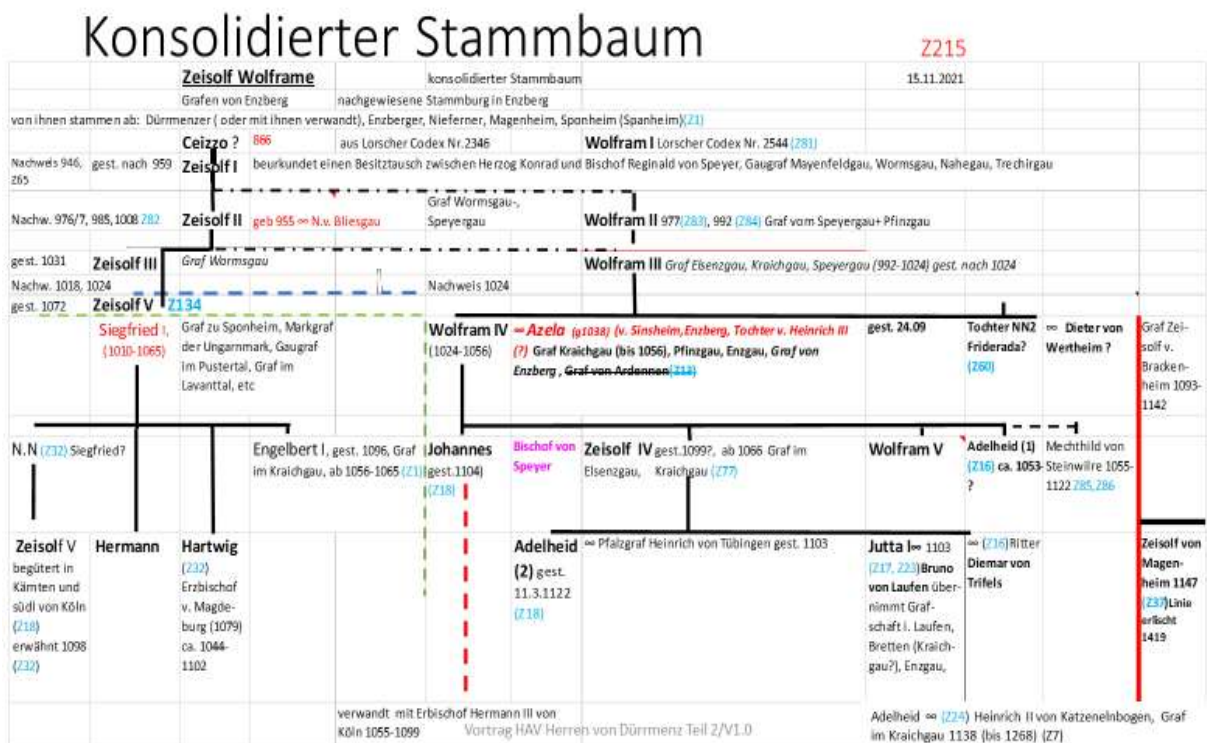 Konsolidierter Stammbaum
Z215
Zeisolf Wolframe konsolidierter Stammbaum 15.11.2021
Grafen von Enzberg nachgewiesene Stammburg in Enzberg
von ihnen stammen ab: Dürrmenzer ( oder mit ihnen verwandt), Enzberger, Nieferner, Magenheim, Sponheim (Spanheim)(Z1)
Ceizzo ? 866 aus Lorscher Codex Nr.2346 Wolfram I Lorscher Codex Nr. 2544 (Z81)
Nachweis 946,
Z65
gest. nach 959 Zeisolf I beurkundet einen Besitztausch zwischen Herzog Konrad und Bischof Reginald von Speyer, Gaugraf Mayenfeldgau, Wormsgau, Nahegau, Trechirgau
Nachw. 976/7, 985,1008 Z82 Zeisolf II geb 955 ∞ N.v. Bliesgau
Graf Wormsgau-,
Speyergau
Wolfram II 977(Z83), 992 (Z84) Graf vom Speyergau+ Pfinzgau
gest. 1031 Zeisolf III Graf Wormsgau Wolfram III Graf Elsenzgau, Kraichgau, Speyergau (992-1024) gest. nach 1024
Nachw. 1018, 1024 Nachweis 1024
gest. 1072 Zeisolf V Z134
Siegfried I,
(1010-1065)
Graf zu Sponheim, Markgraf
der Ungarnmark, Gaugraf
im Pustertal, Graf im
Lavanttal, etc
Wolfram IV
(1024-1056)
∞ Azela (g1038) (v. Sinsheim,Enzberg, Tochter v. Heinrich III
(?) Graf Kraichgau (bis 1056), Pfinzgau, Enzgau, Graf von
Enzberg , Graf von Ardennen(Z13)
gest. 24.09
Tochter NN2
Friderada?
(Z60)
∞ Dieter von
Wertheim ?
Graf Zei-
solf v.
Bracken-
heim 1093-
1142
N.N (Z32) Siegfried?
Engelbert I, gest. 1096, Graf
im Kraichgau, ab 1056-1065 (Z1)
Johannes
gest.1104)
(Z18)
Bischof von
Speyer
Zeisolf IV gest.1099?, ab 1066 Graf im
Elsenzgau, Kraichgau (Z77)
Wolfram V
Adelheid (1)
(Z16) ca. 1053-
?
Mechthild von
Steinwilre 1055-
1122 Z85,Z86
Zeisolf V
begütert in
Kärnten und
südl von Köln
(Z18)
erwähnt 1098
(Z32)
Hermann
Hartwig
(Z32)
Erzbischof
v. Magde-
burg (1079)
ca. 1044-
1102
Adelheid
(2) gest.
11.3.1122
(Z18)
∞ Pfalzgraf Heinrich von Tübingen gest. 1103
Jutta I∞ 1103
(Z17, Z23)Bruno
von Laufen über-
nimmt Graf-
schaft i. Laufen,
Bretten (Kraich-
gau?), Enzgau,
∞ (Z16)Ritter
Diemar von
Trifels
Zeisolf von
Magen-
heim 1147
(Z37)Linie
erlischt
1419
verwandt mit Erbischof Hermann III von
Köln 1055-1099
Vortrag HAV Herren von Dürrmenz Teil 2/V1.0
Adelheid ∞ (Z24) Heinrich II von Katzenelnbogen, Graf
im Kraichgau 1138 (bis 1268) (Z7)